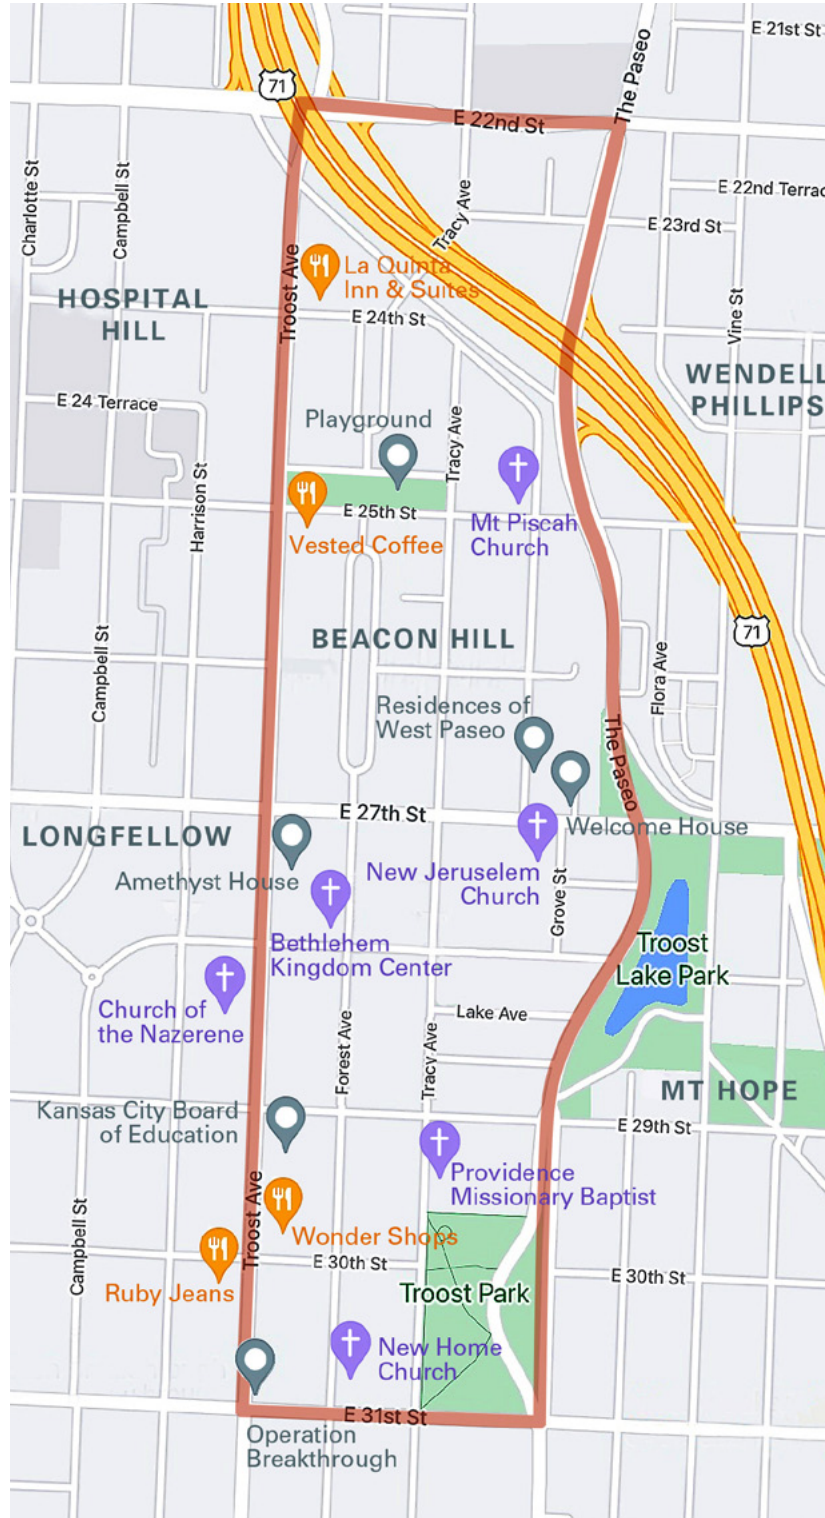 E 21st St
The Paseo
71
E 22nd St
Charlotte St
Campbell St
Tracy Ave
E 22nd Terrac
E 23rd St
Troost Ave
La Quinta
Inn & Suites
HOSPITAL
HILL
E 24th St
Vine St
WENDELL
PHILLIPS
E 24 Terrace
Playground
Tracy Ave
Harrison St
E 25th St
Mt Piscah
Church
Vested Coffee
BEACON HILL
71
Campbell St
Flora Ave
Residences of
West Paseo
The Paseo
E 27th St
Welcome House
LONGFELLOW
Amethyst House
New Jeruselem
Church
Grove St
Bethlehem
Kingdom Center
Troost
Lake Park
Church of
the Nazerene
Lake Ave
Forest Ave
Tracy Ave
MT HOPE
Kansas City Board
of Education
E 29th St
Providence
Missionary Baptist
Troost Ave
Campbell St
Wonder Shops
E 30th St
E 30th St
Ruby Jeans
Troost Park
New Home
Church
E 31st St
Operation
Breakthrough